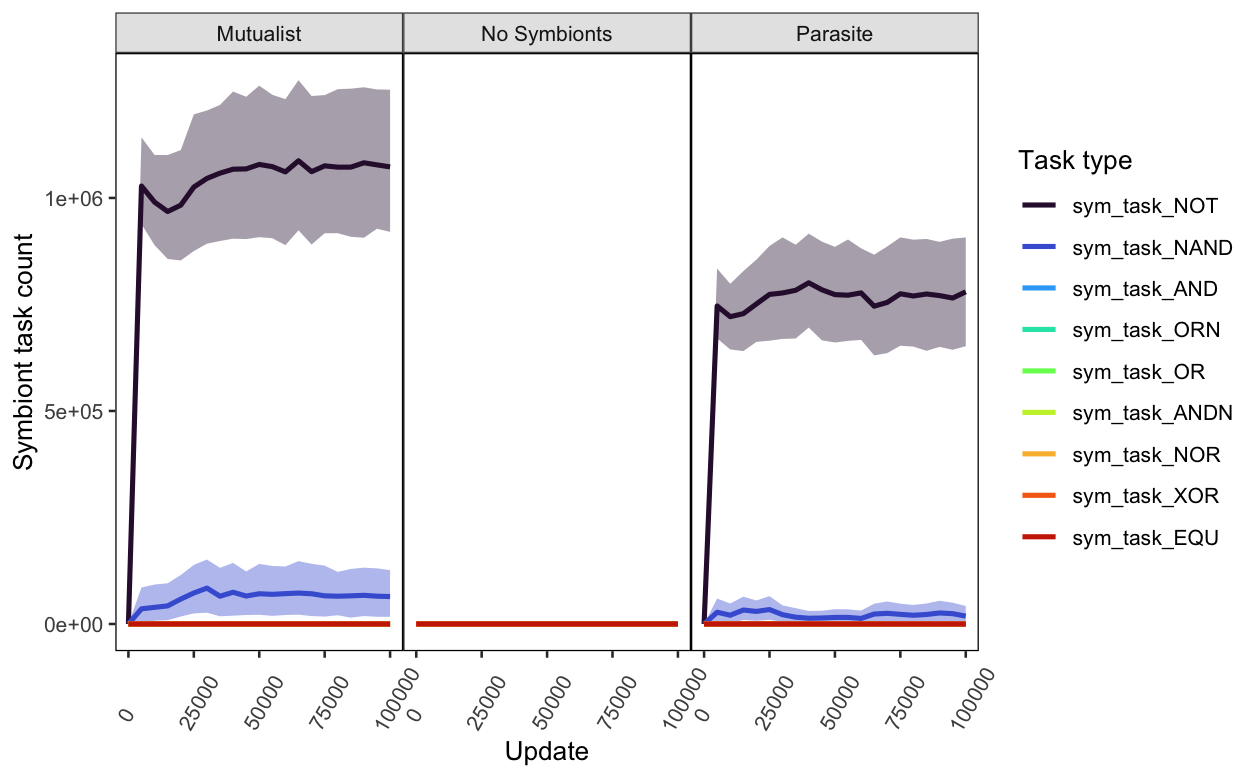 Mutualist
No Symbionts
Parasite
Symbiont task count
1e+06
5e+05
0e+00
0
25000
50000
75000
100000
0
25000
50000
75000
100000
0
25000
50000
75000
100000
Update
Task type
sym_task_NOT
sym_task_NAND
sym_task_AND
sym_task_ORN
sym_task_OR
sym_task_ANDN
sym_task_NOR
sym_task_XOR
sym_task_EQU